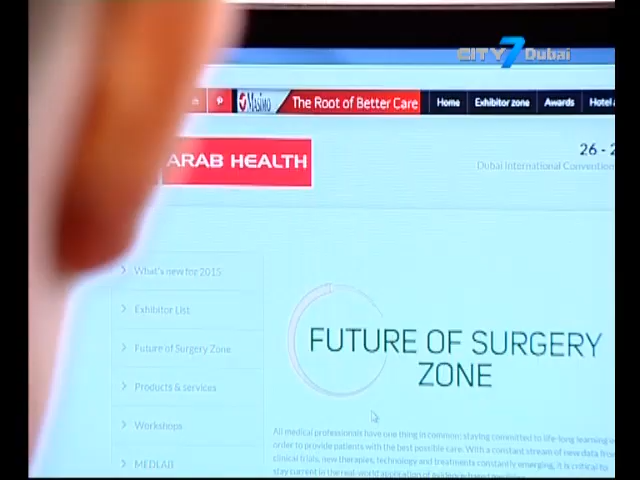 CITY7 Dubai
Masimo The Root of Better Care Home Exhibitor zone Awards Hotel
ARAB HEALTH
26 - 2
Dubai International Convention
What's new for 2015
Exhibitor List
Future of Surgery Zone
Products & services
Workshops
MEDLAB
FUTURE OF SURGERY
ZONE
All medical professionals have one thing in common: staying committed to life-long learning
order to provide patients with the best possible care. With a constant stream of new data from
clinical trials, new therapies, technology and treatments constantly emerging, it is critical to
stay current in the real-world application of evidence based